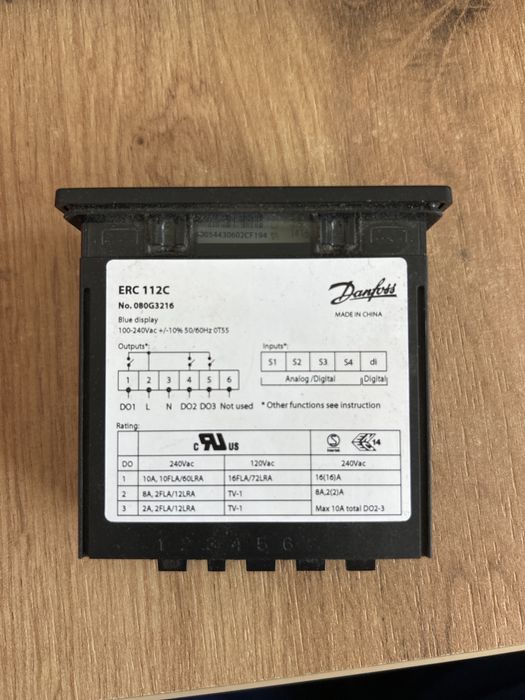 ERC 112C
No. 080G3216
Blue display
100-240Vac +/-10% 50/60Hz 0T55
Danfoss
MADE IN CHINA
Outputs*:
1 2 3 4 5 6
DO1 L N DO2 DO3 Not used
Inputs*:
S1 S2 S3 S4 di
Analog/Digital Digital
* Other functions see instruction
Rating:
c RU US
14
DO 240Vac 120Vac 240Vac
1 10A, 10FLA/60LRA 16FLA/72LRA 16(16)A
2 8A, 2FLA/12LRA TV-1 8A,2(2)A
3 2A, 2FLA/12LRA TV-1 Max 10A total DO2-3
1 2 3 4 5 6